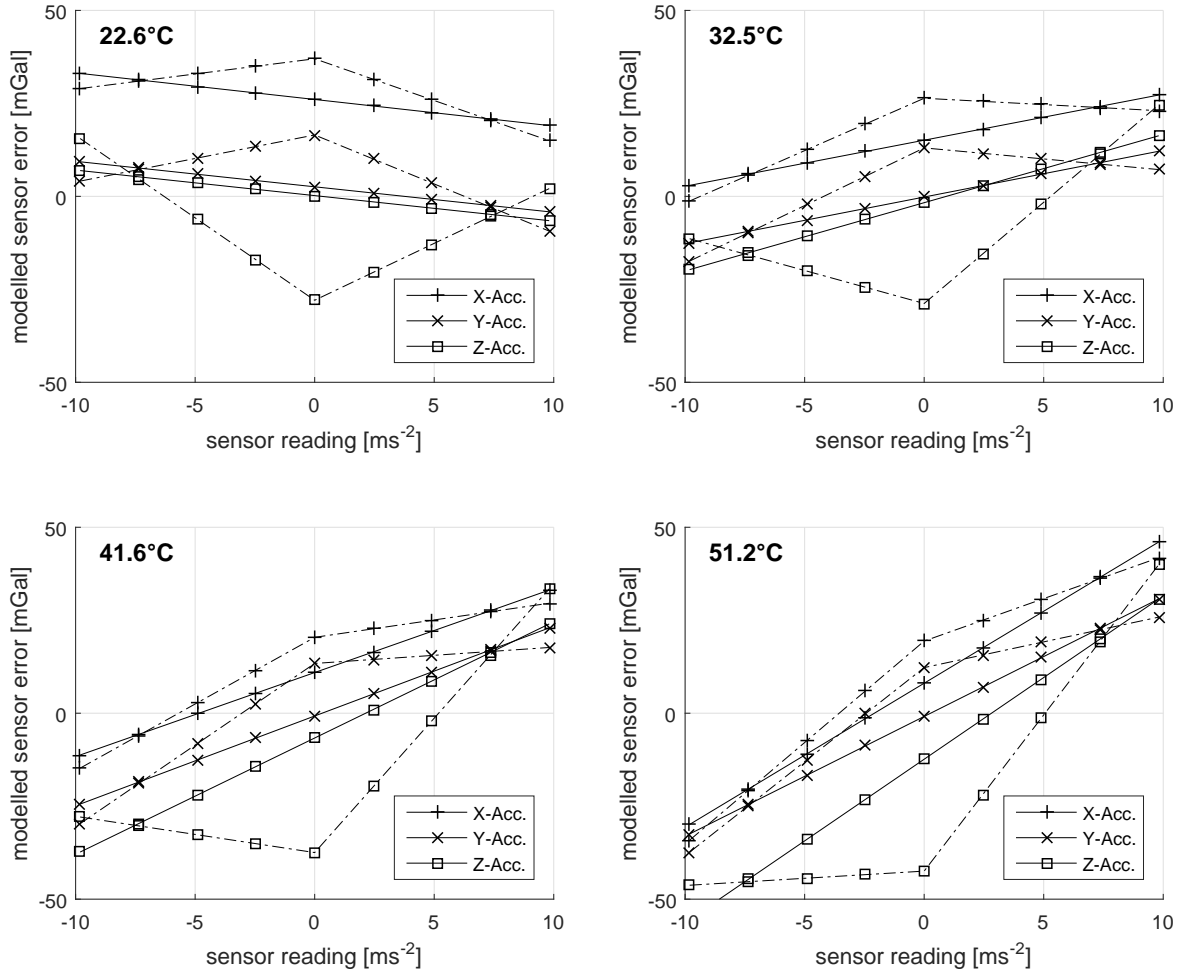 22.6°C
50
0
-50
-10
-5
0
5
10
modelled sensor error [mGal]
sensor reading [ms⁻²]
X-Acc.
Y-Acc.
Z-Acc.
32.5°C
50
0
-50
-10
-5
0
5
10
modelled sensor error [mGal]
sensor reading [ms⁻²]
X-Acc.
Y-Acc.
Z-Acc.
41.6°C
50
0
-50
-10
-5
0
5
10
modelled sensor error [mGal]
sensor reading [ms⁻²]
X-Acc.
Y-Acc.
Z-Acc.
51.2°C
50
0
-50
-10
-5
0
5
10
modelled sensor error [mGal]
sensor reading [ms⁻²]
X-Acc.
Y-Acc.
Z-Acc.